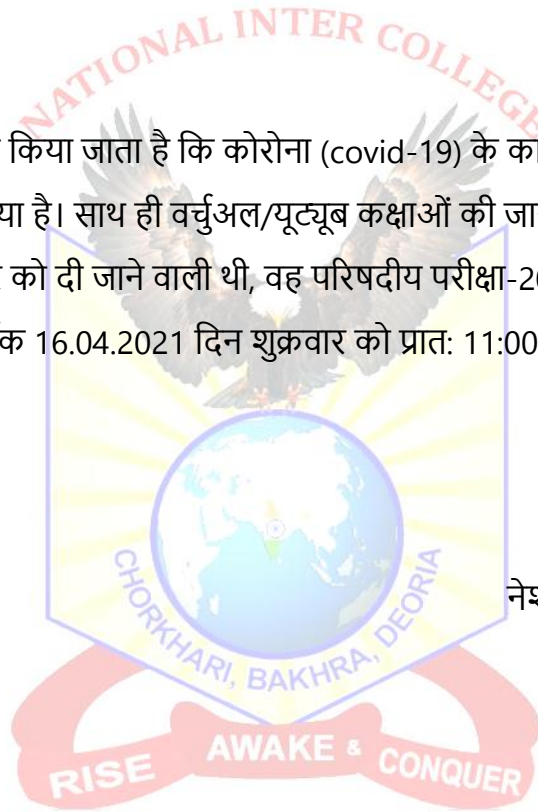 NATIONAL INTER COLLEGE
किया जाता है कि कोरोना (covid-19) के का
या है। साथ ही वर्चुअल/यूट्यूब कक्षाओं की जा
को दी जाने वाली थी, वह परिषदीय परीक्षा-2
क 16.04.2021 दिन शुक्रवार को प्रात: 11:00
नेश
CHORKHARI, BAKHRA, DEORIA
RISE AWAKE & CONQUER